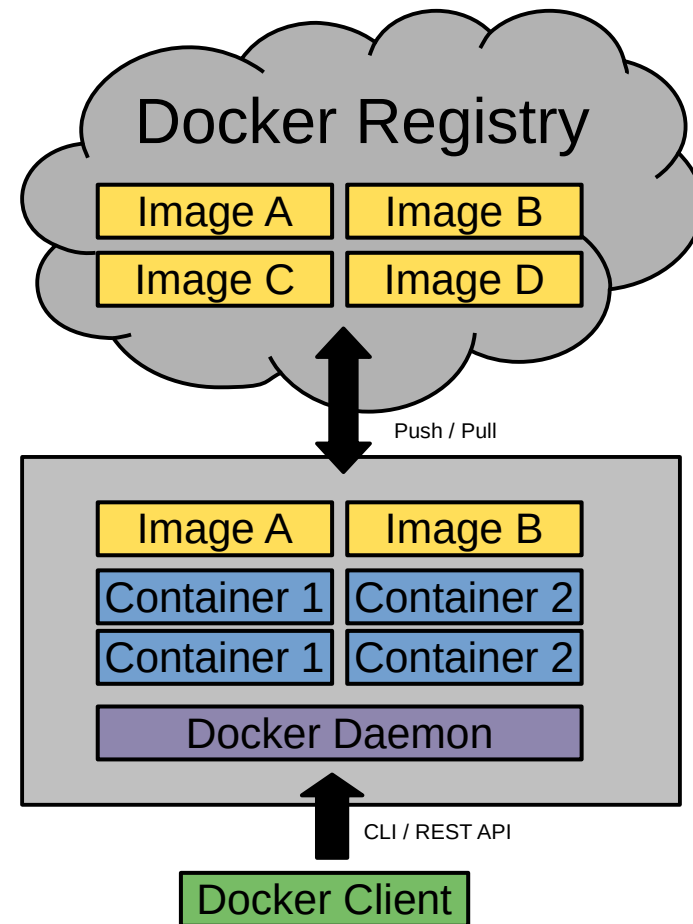 Docker Registry
Image A
Image B
Image C
Image D
Push / Pull
Image A
Image B
Container 1
Container 2
Container 1
Container 2
Docker Daemon
CLI / REST API
Docker Client